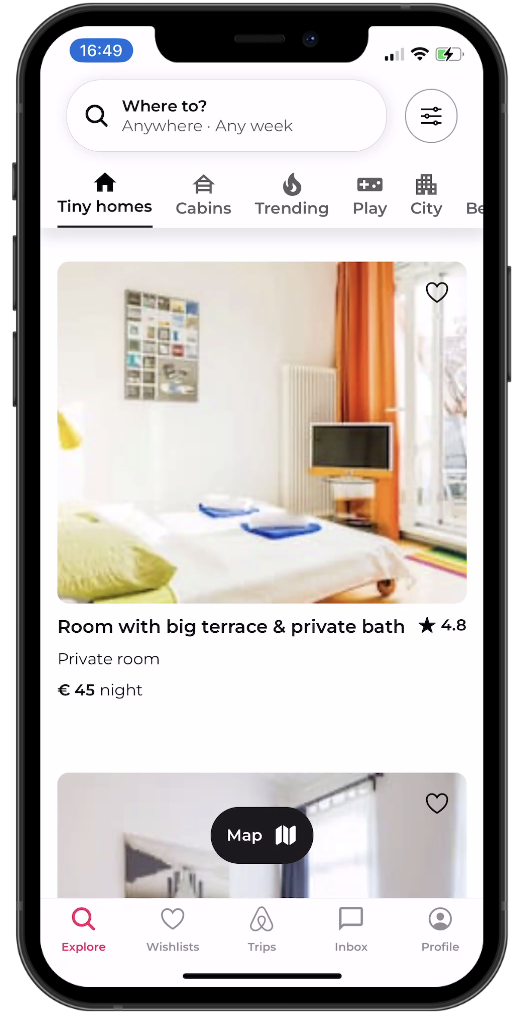 16:49
Where to?
Anywhere · Any week
Tiny homes
Cabins
Trending
Play
City
Be
Room with big terrace & private bath
4.8
Private room
€ 45 night
Map
Explore
Wishlists
Trips
Inbox
Profile